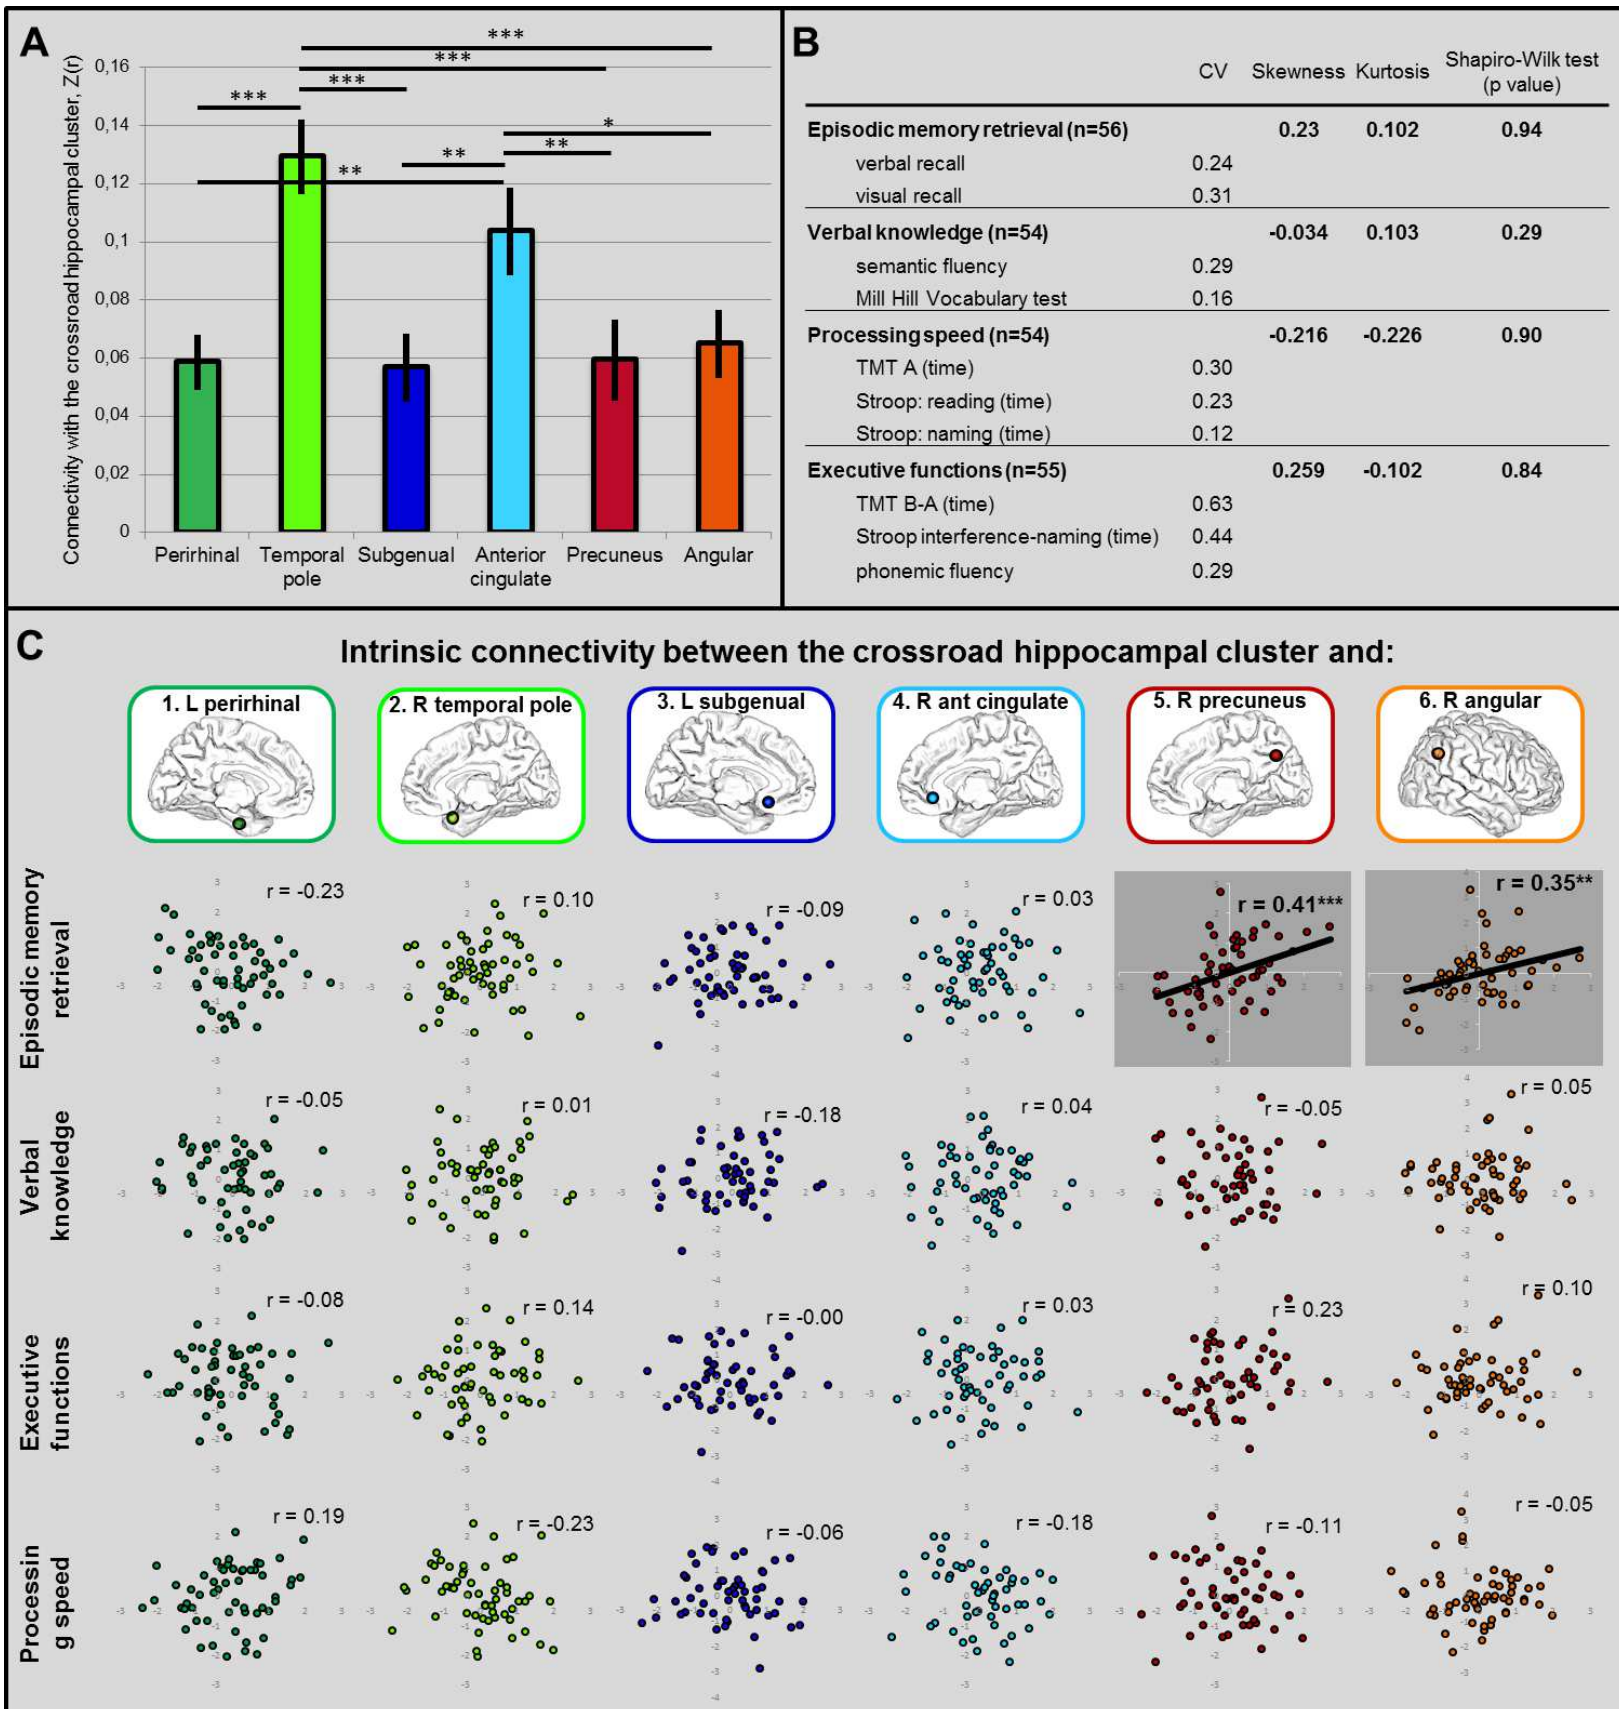 A
Connectivity with the crossroad hippocampal cluster, Z(r)
0,16
0,14
0,12
0,1
0,08
0,06
0,04
0,02
0
***
***
***
***
*
**
**
**
Perirhinal
Temporal
pole
Subgenual
Anterior
cingulate
Precuneus
Angular
B
CV Skewness Kurtosis Shapiro-Wilk test
(p value)
Episodic memory retrieval (n=56) 0.23 0.102 0.94
verbal recall 0.24
visual recall 0.31
Verbal knowledge (n=54) -0.034 0.103 0.29
semantic fluency 0.29
Mill Hill Vocabulary test 0.16
Processing speed (n=54) -0.216 -0.226 0.90
TMT A (time) 0.30
Stroop: reading (time) 0.23
Stroop: naming (time) 0.12
Executive functions (n=55) 0.259 -0.102 0.84
TMT B-A (time) 0.63
Stroop interference-naming (time) 0.44
phonemic fluency 0.29
C
Intrinsic connectivity between the crossroad hippocampal cluster and:
1. L perirhinal
2. R temporal pole
3. L subgenual
4. R ant cingulate
5. R precuneus
6. R angular
Episodic memory
retrieval
r = -0.23
r = 0.10
r = -0.09
r = 0.03
r = 0.41***
r = 0.35**
Verbal
knowledge
r = -0.05
r = 0.01
r = -0.18
r = 0.04
r = -0.05
r = 0.05
Executive
functions
r = -0.08
r = 0.14
r = -0.00
r = 0.03
r = 0.23
r = 0.10
Processin
g speed
r = 0.19
r = -0.23
r = -0.06
r = -0.18
r = -0.11
r = -0.05